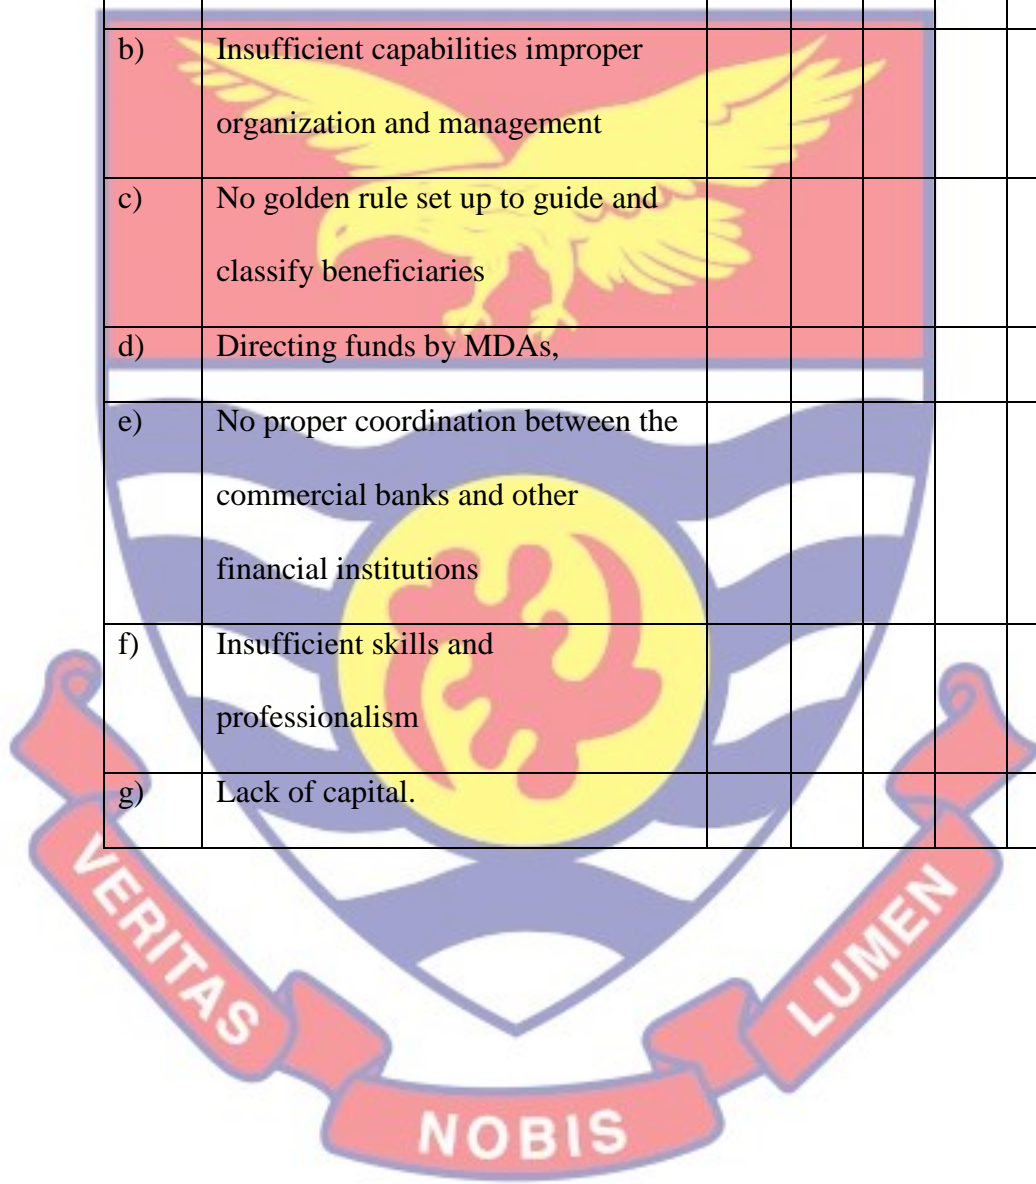 b) Insufficient capabilities improper
organization and management
c) No golden rule set up to guide and
classify beneficiaries
d) Directing funds by MDAs,
e) No proper coordination between the
commercial banks and other
financial institutions
f) Insufficient skills and
professionalism
g) Lack of capital.
VERITAS
NOBIS
LUMEN